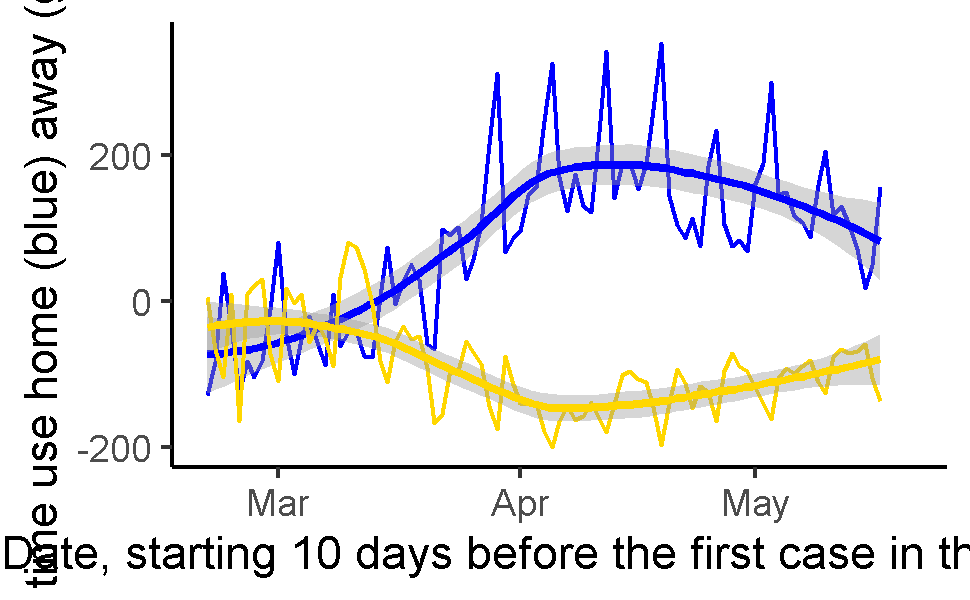 time use home (blue) away (
200
0
-200
Mar Apr May
Date, starting 10 days before the first case in th